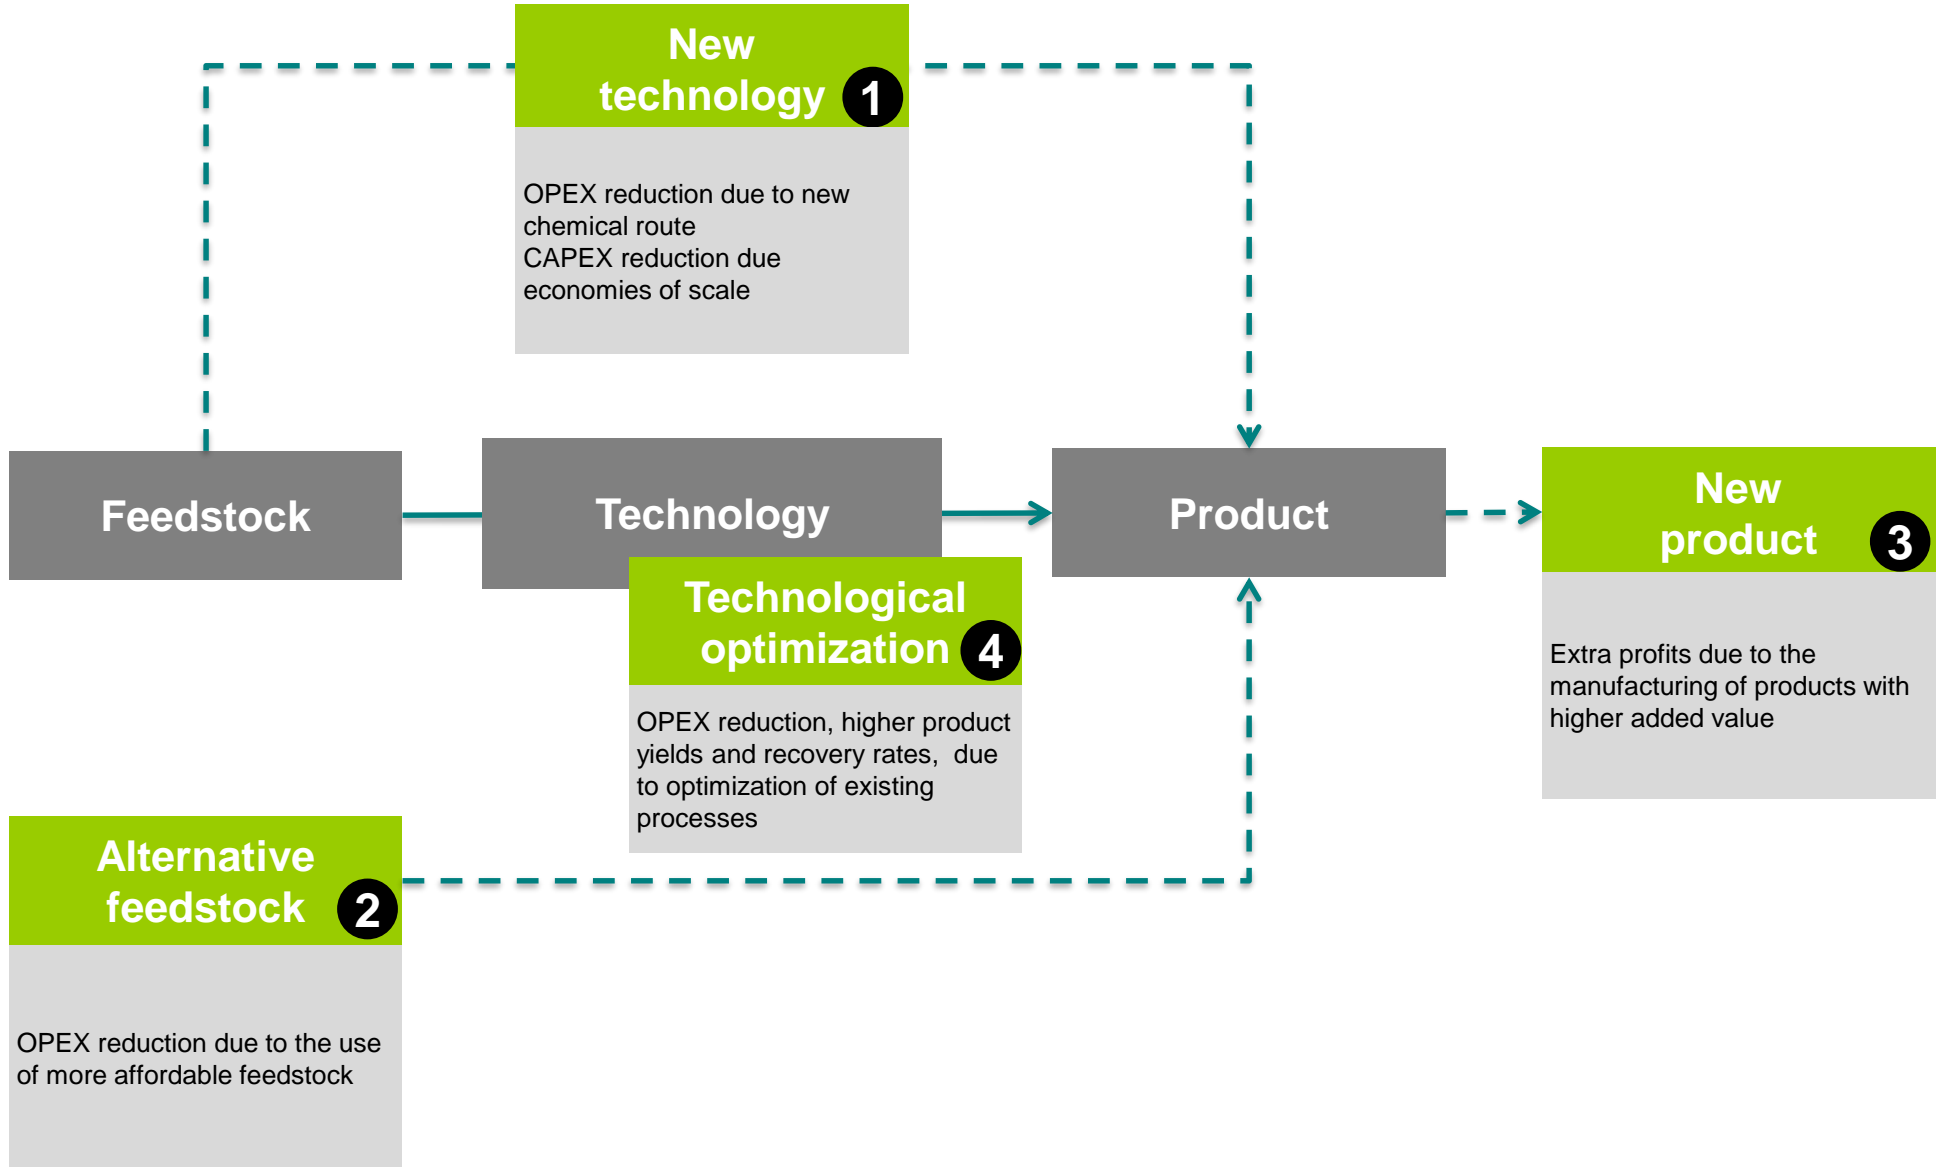 New
technology
1
OPEX reduction due to new
chemical route
CAPEX reduction due
economies of scale
Feedstock
Technology
Product
New
product
3
Extra profits due to the
manufacturing of products with
higher added value
Technological
optimization
4
OPEX reduction, higher product
yields and recovery rates,  due
to optimization of existing
processes
Alternative
feedstock
2
OPEX reduction due to the use
of more affordable feedstock